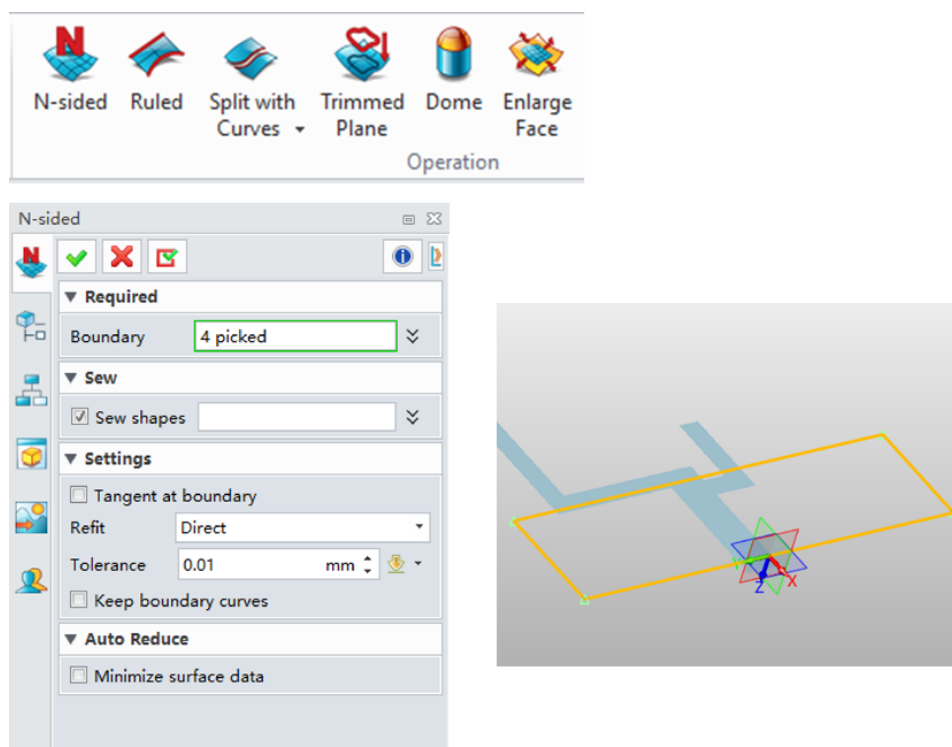 N-sided Ruled Split with Curves Trimmed Plane Dome Enlarge Face
Operation
N-sided
Required
Boundary 4 picked
Sew
Sew shapes
Settings
Tangent at boundary
Refit Direct
Tolerance 0.01 mm
Keep boundary curves
Auto Reduce
Minimize surface data
Z X